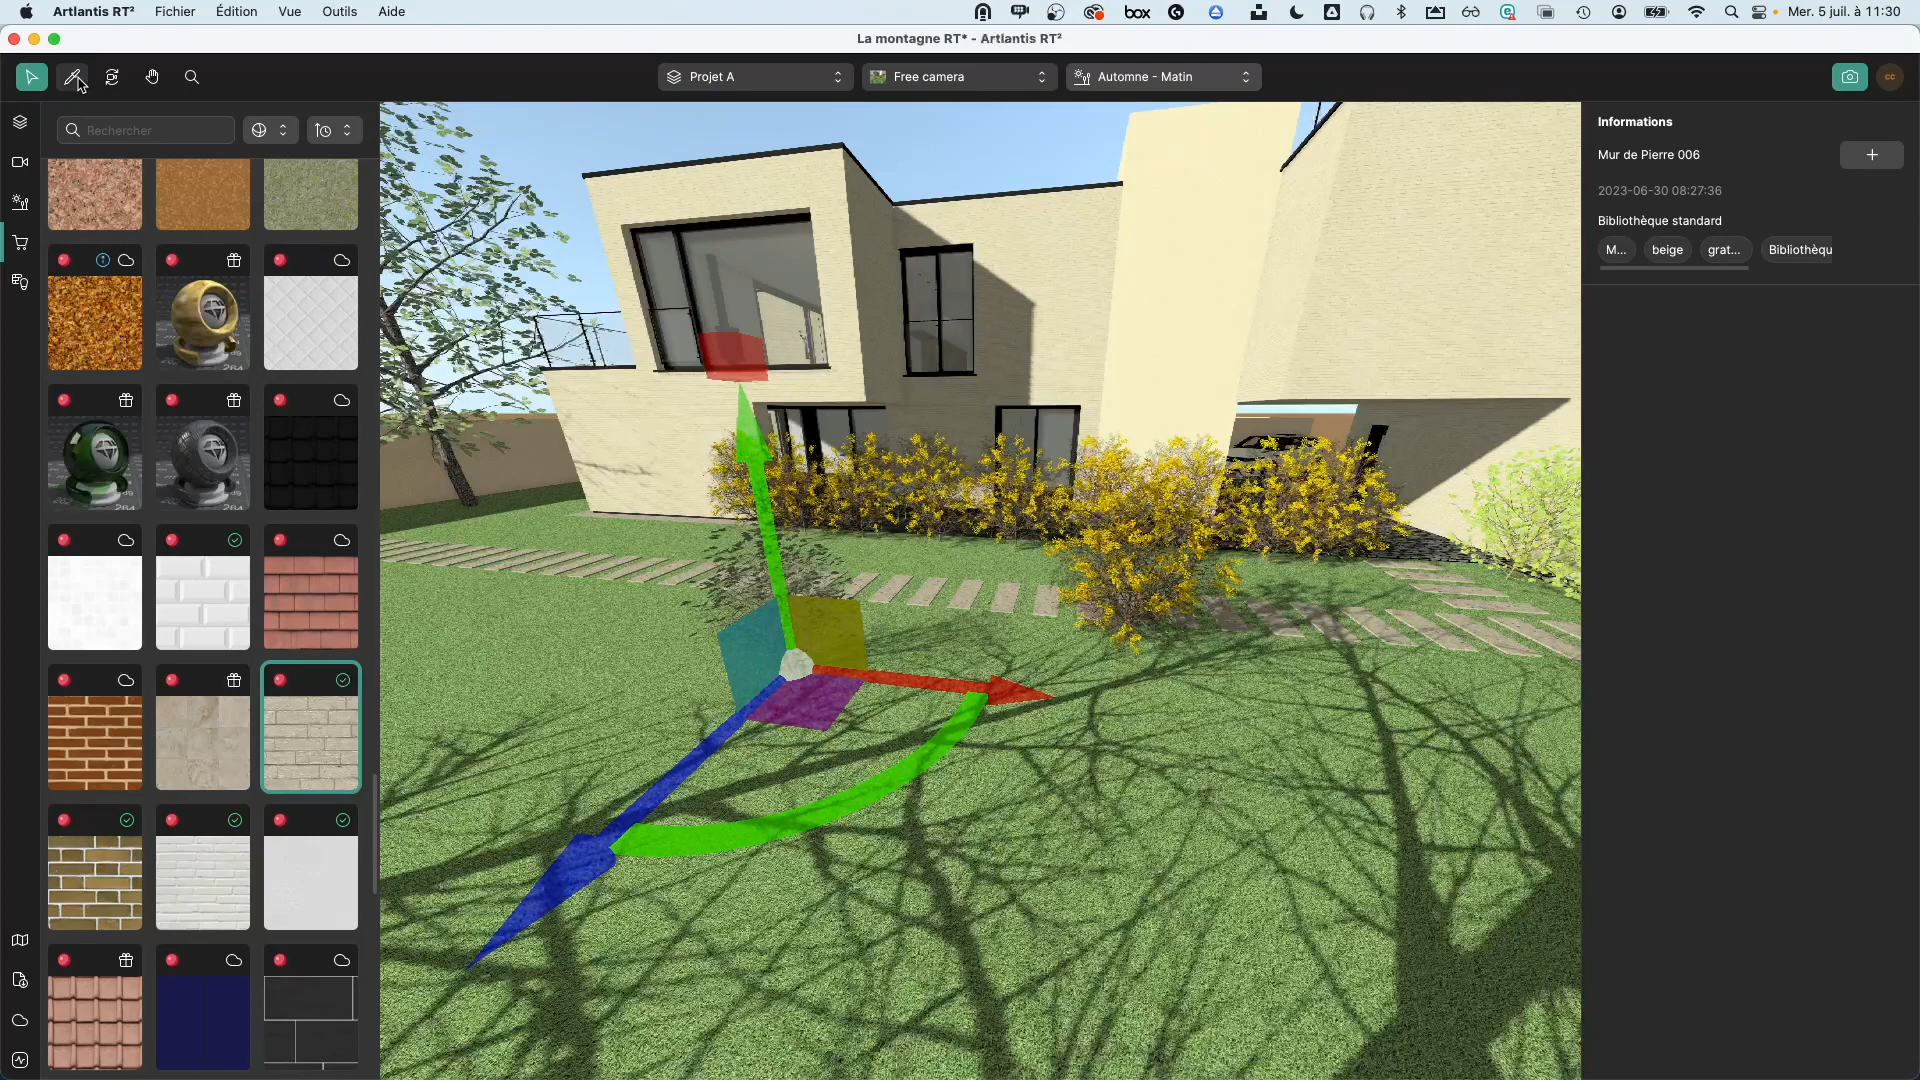 Artlantis RT² Fichier Édition Vue Outils Aide
box
Mer. 5 juil. à 11:30
La montagne RT* - Artlantis RT²
Projet A
Free camera
Automne - Matin
CC
Rechercher
Informations
Mur de Pierre 006
+
2023-06-30 08:27:36
Bibliothèque standard
M... beige grat... Bibliothèqu